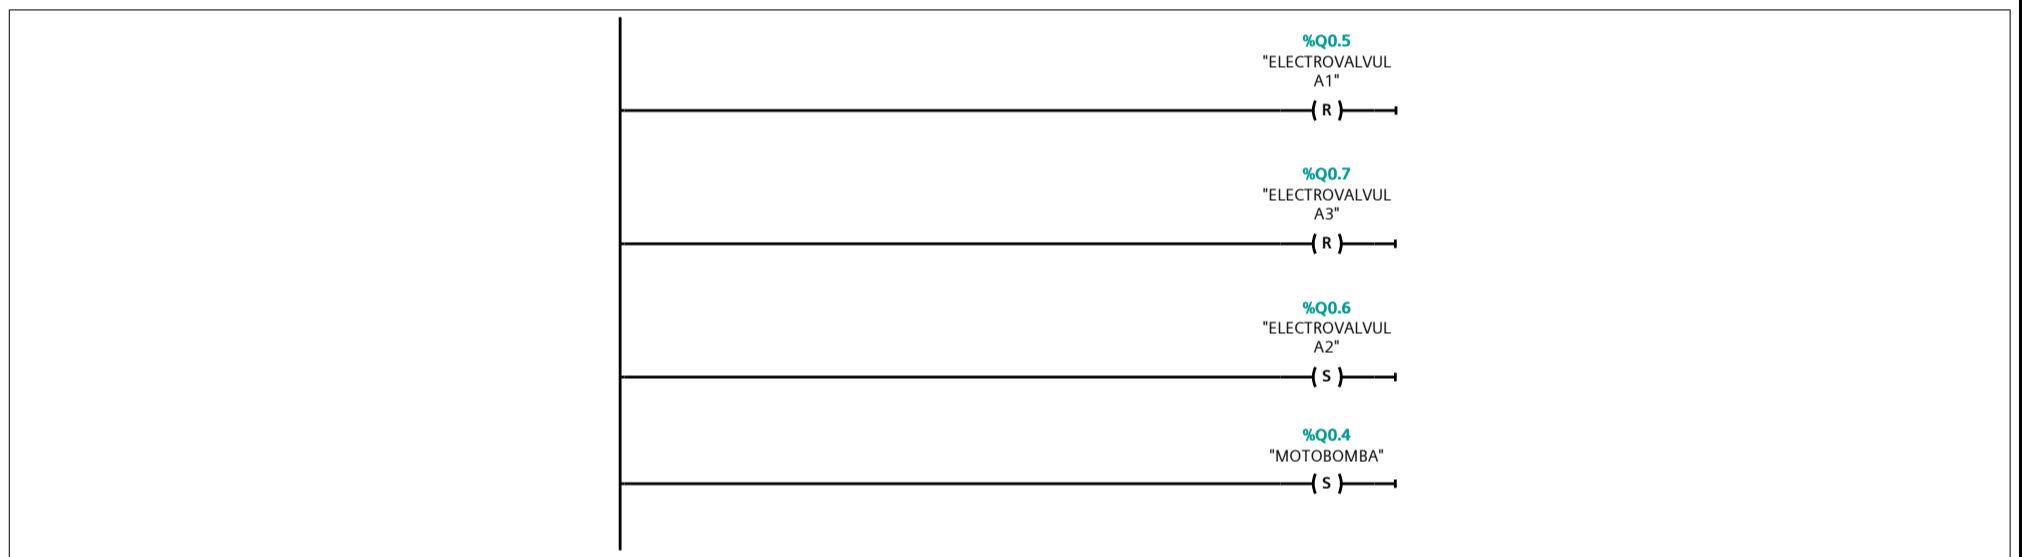 %Q0.5
"ELECTROVALVUL
A1"
( R )
%Q0.7
"ELECTROVALVUL
A3"
( R )
%Q0.6
"ELECTROVALVUL
A2"
( S )
%Q0.4
"MOTOBOMBA"
( S )